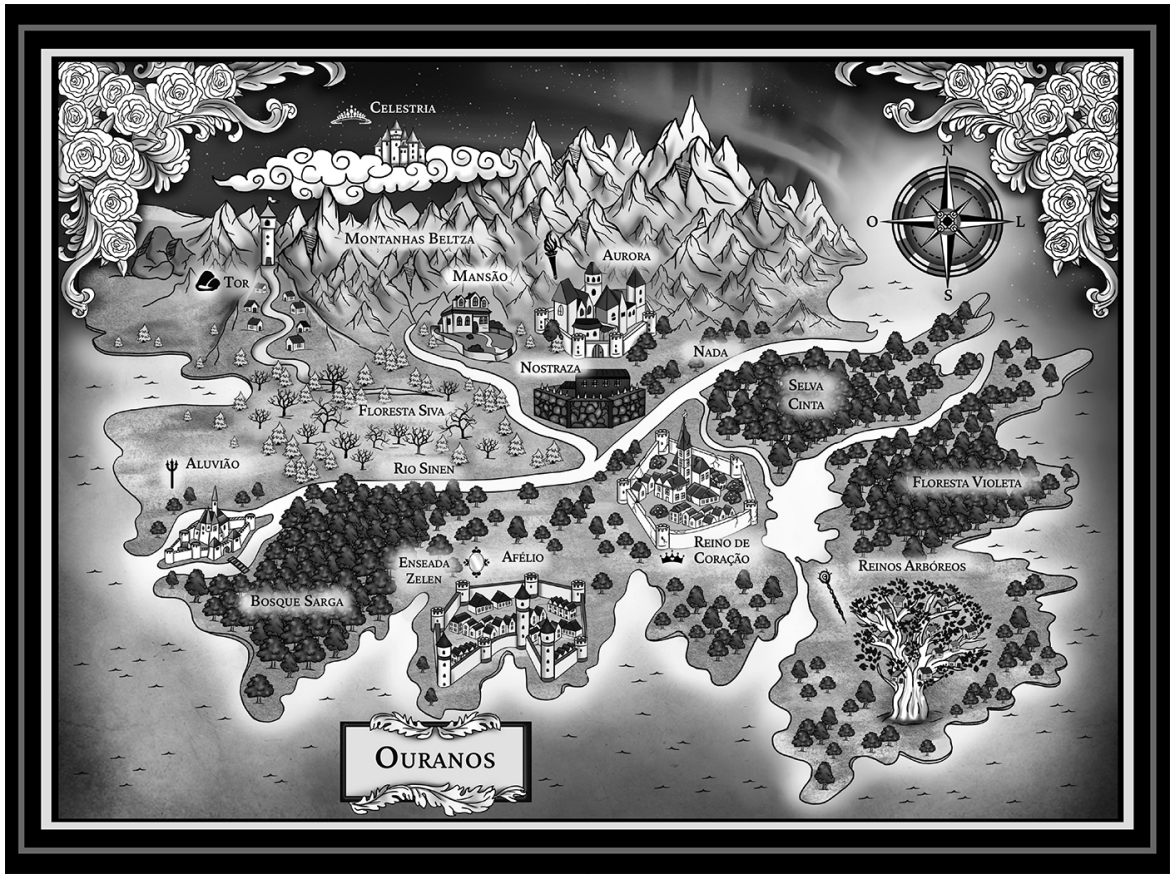 CELESTRIA
N
O
L
S
MONTANHAS BELTZA
AURORA
MANSÃO
TOR
NADA
NOSTRAZA
SELVA
CINTA
FLORESTA SIVA
RIO SINEN
ALUVIÃO
FLORESTA VIOLETA
REINO DE
CORAÇÃO
ENSEADA
ZELEN
AFÉLIO
REINOS ARBÓREOS
BOSQUE SARGA
OURANOS